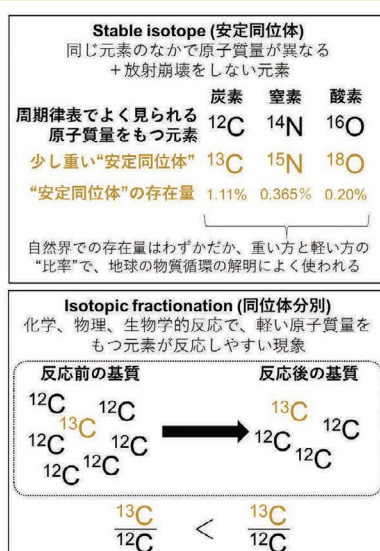 Stable isotope (安定同位体)
同じ元素のなかで原子質量が異なる
＋放射崩壊をしない元素
炭素 窒素 酸素
周期律表でよく見られる
原子質量をもつ元素
¹²C ¹⁴N ¹⁶O
少し重い“安定同位体”
¹³C ¹⁵N ¹⁸O
“安定同位体”の存在量
1.11% 0.365% 0.20%
自然界での存在量はわずかだか、重い方と軽い方の
“比率”で、地球の物質循環の解明によく使われる
Isotopic fractionation (同位体分別)
化学、物理、生物学的反応で、軽い原子質量を
もつ元素が反応しやすい現象
反応前の基質 反応後の基質
¹²C ¹²C
¹³C
¹²C ¹²C
¹²C ¹²C
¹³C
¹²C ¹²C
¹²C
¹³C < ¹³C
¹²C ¹²C